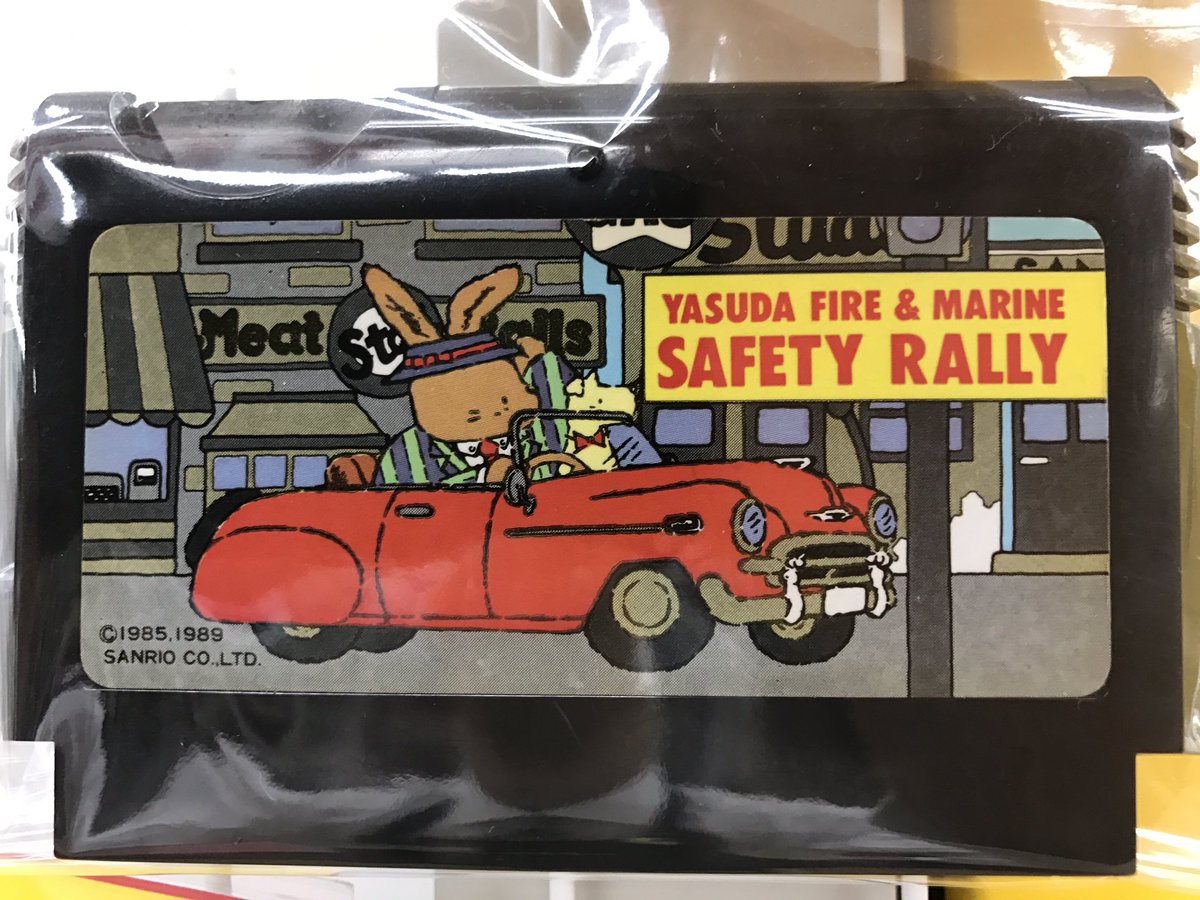 Meat
YASUDA FIRE & MARINE
SAFETY RALLY
©1985,1989
SANRIO CO.,LTD.